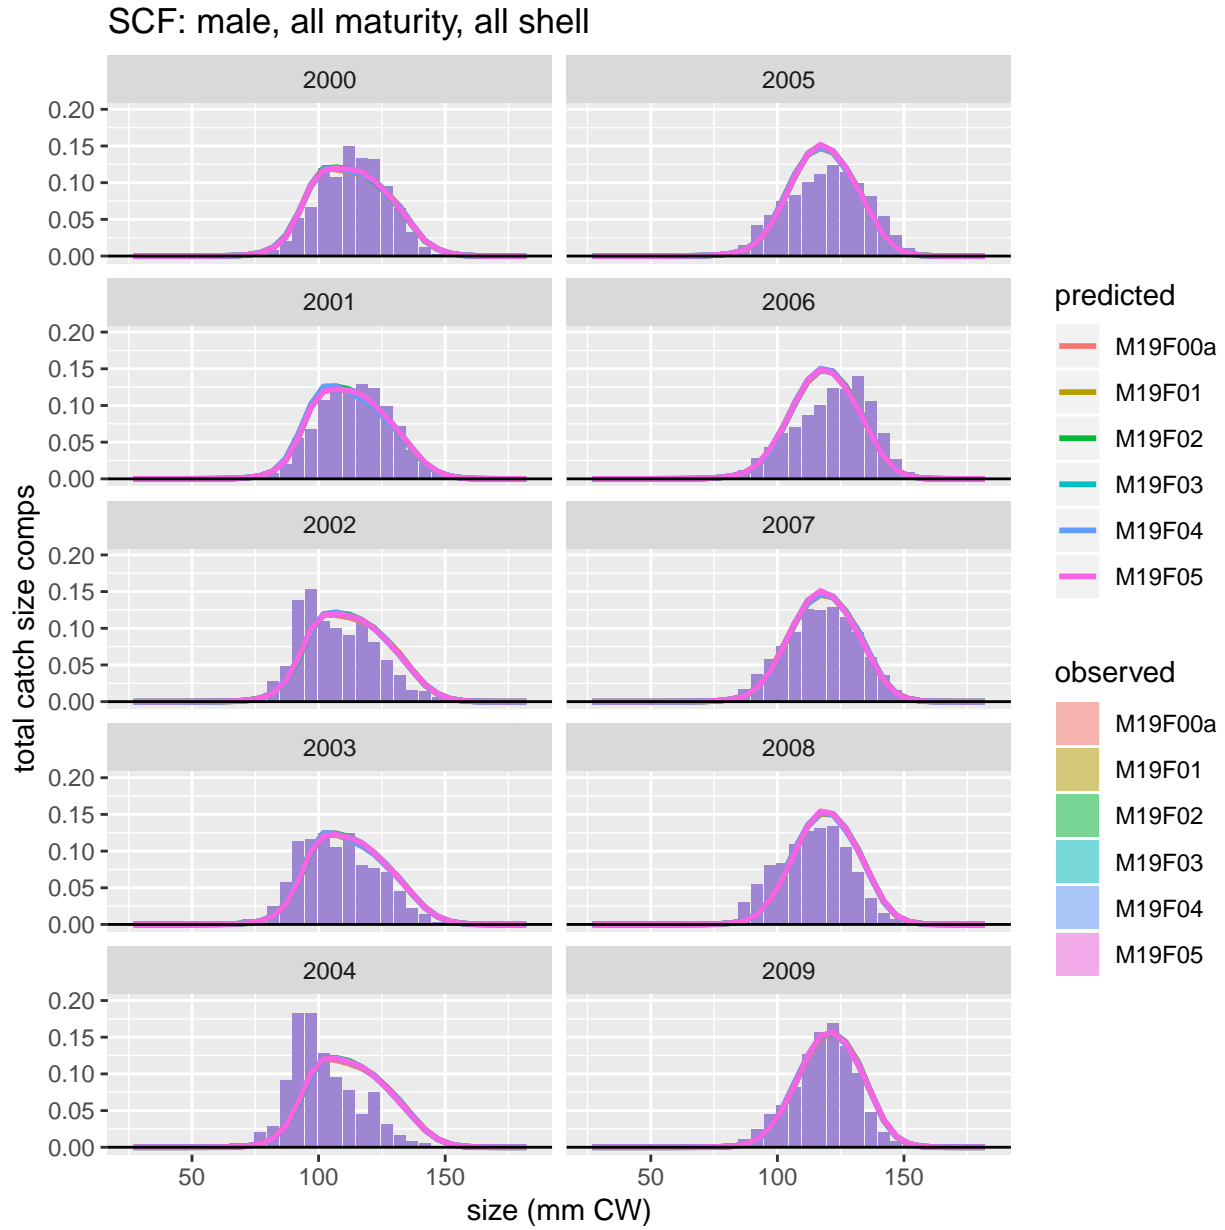 SCF: male, all maturity, all shell
total catch size comps
2000
2005
0.20
0.15
0.10
0.05
0.00
2001
2006
0.20
0.15
0.10
0.05
0.00
2002
2007
0.20
0.15
0.10
0.05
0.00
2003
2008
0.20
0.15
0.10
0.05
0.00
2004
2009
0.20
0.15
0.10
0.05
0.00
50 100 150
50 100 150
size (mm CW)
predicted
M19F00a
M19F01
M19F02
M19F03
M19F04
M19F05
observed
M19F00a
M19F01
M19F02
M19F03
M19F04
M19F05